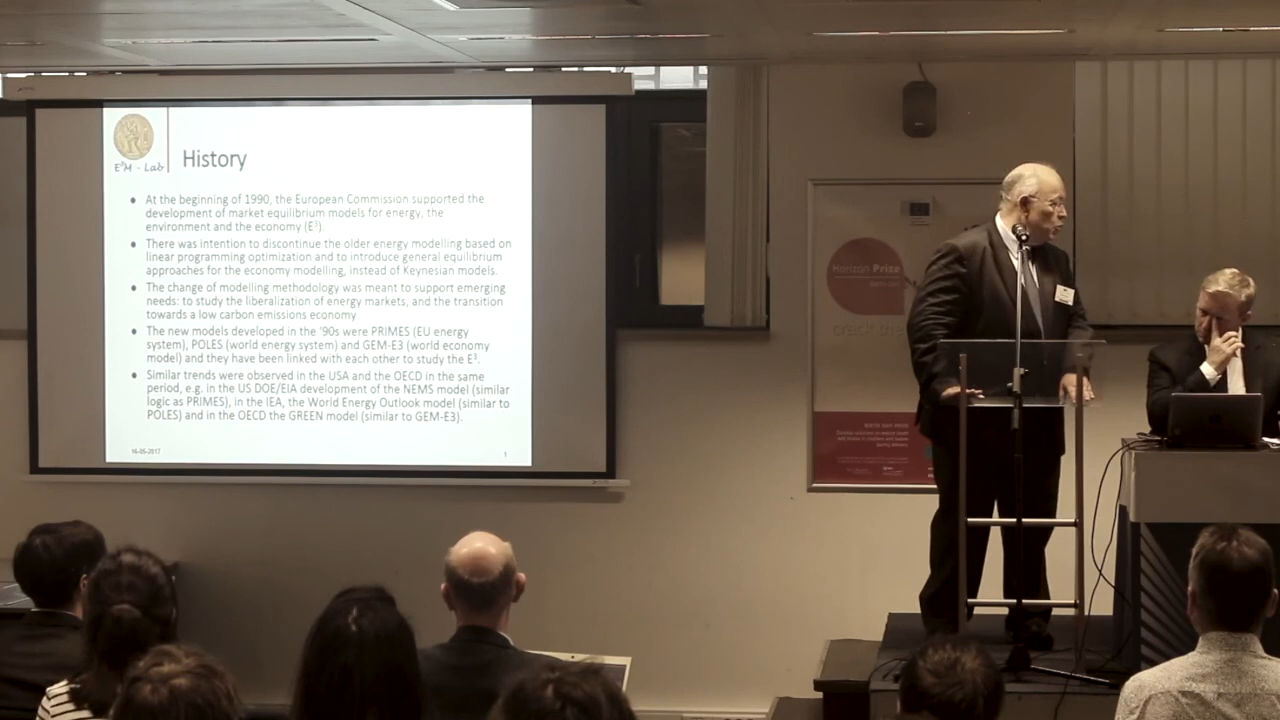 E³M - Lab
History
At the beginning of 1990, the European Commission supported the
development of market equilibrium models for energy, the
environment and the economy (E³).
There was intention to discontinue the older energy modelling based on
linear programming optimization and to introduce general equilibrium
approaches for the economy modelling, instead of Keynesian models.
The change of modelling methodology was meant to support emerging
needs: to study the liberalization of energy markets, and the transition
towards a low carbon emissions economy
The new models developed in the '90s were PRIMES (EU energy
system), POLES (world energy system) and GEM-E3 (world economy
model) and they have been linked with each other to study the E³.
Similar trends were observed in the USA and the OECD in the same
period, e.g. in the US DOE/EIA development of the NEMS model (similar
logic as PRIMES), in the IEA, the World Energy Outlook model (similar to
POLES) and in the OECD the GREEN model (similar to GEM-E3).
16-05-2017
1
Horizon Prize
BIRTH DAY PRIZE